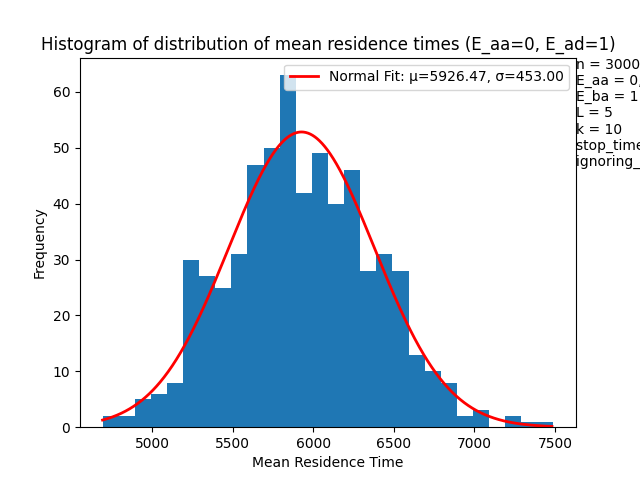 Histogram of distribution of mean residence times (E_aa=0, E_ad=1)
Normal Fit: μ=5926.47, σ=453.00
n = 3000
E_aa = 0,
E_ba = 1
L = 5
k = 10
stop_time
ignoring_
Frequency
60
50
40
30
20
10
0
5000 5500 6000 6500 7000 7500
Mean Residence Time